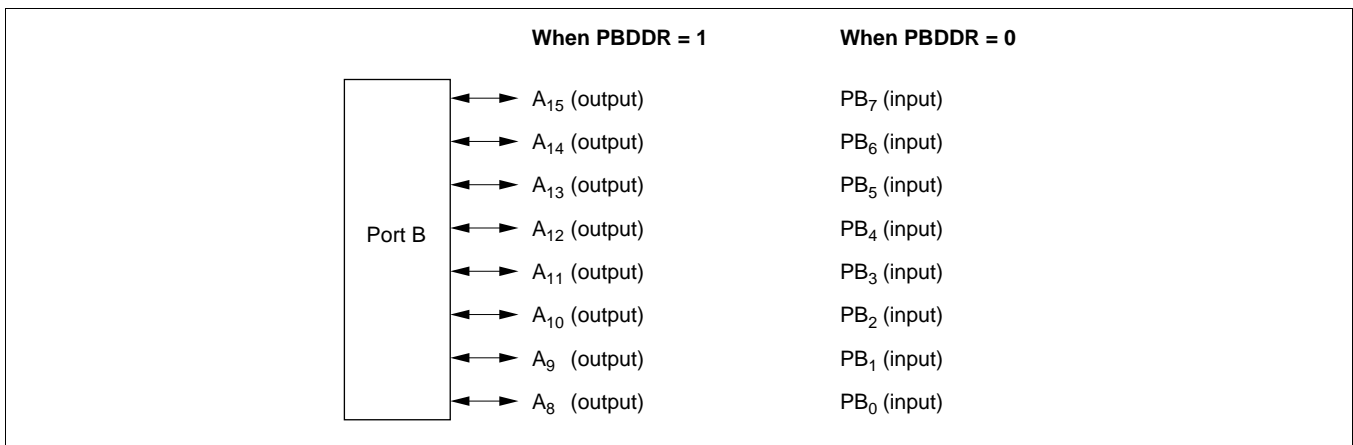 When PBDDR = 1 When PBDDR = 0
A15 (output) PB7 (input)
A14 (output) PB6 (input)
A13 (output) PB5 (input)
Port B A12 (output) PB4 (input)
A11 (output) PB3 (input)
A10 (output) PB2 (input)
A9 (output) PB1 (input)
A8 (output) PB0 (input)